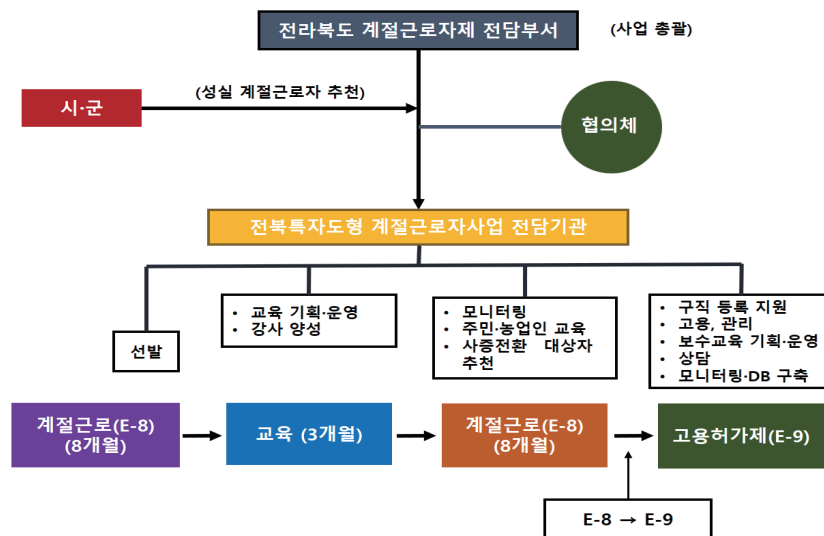 전라북도 계절근로자제 전담부서
(사업 총괄)
(성실 계절근로자 추천)
시·군
협의체
전북특자도형 계절근로자사업 전담기관
선발
• 교육 기획·운영
• 강사 양성
• 모니터링
• 주민·농업인 교육
• 사증전환 대상자
추천
• 구직 등록 지원
• 고용, 관리
• 보수교육 기획·운영
• 상담
• 모니터링·DB 구축
계절근로(E-8)
(8개월)
교육 (3개월)
계절근로(E-8)
(8개월)
고용허가제(E-9)
E-8 → E-9